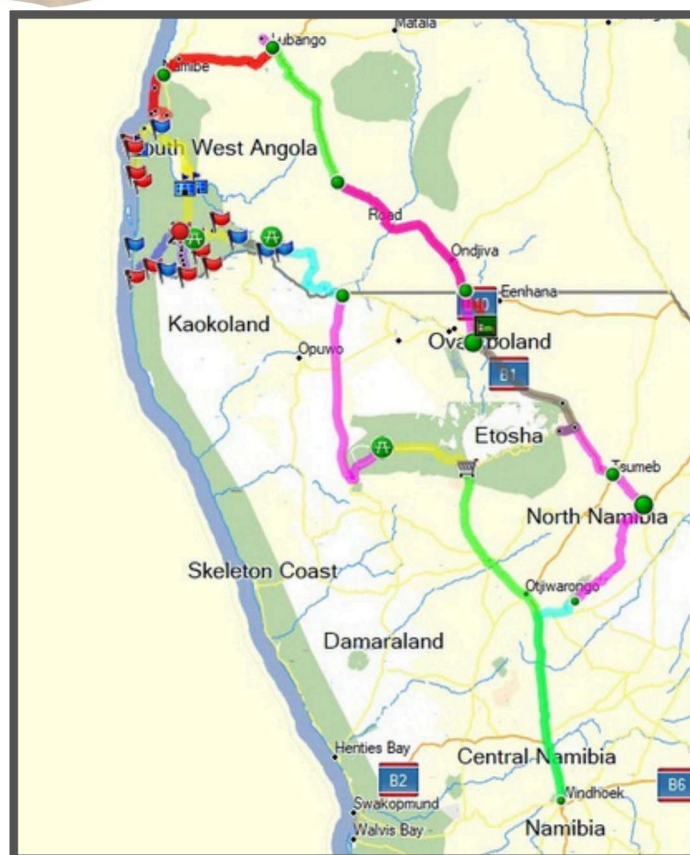 Matala
Lubango
Namibe
South West Angola
Road
Ondjiva
Eenhana
Kaokoland
Opuwo
B1
Etosha
Tsumeb
North Namibia
Skeleton Coast
Otjiwarongo
Damaraland
Henties Bay
Central Namibia
B2
B6
Windhoek
Swakopmund
Walvis Bay
Namibia